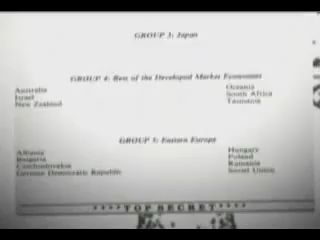 GROUP 3: Japan
GROUP 4: Rest of the Developed Market Economies
Australia
Israel
New Zealand
Oceania
South Africa
Tasmania
GROUP 5: Eastern Europe
Albania
Bulgaria
Czechoslovakia
German Democratic Republic
Hungary
Poland
Rumania
Soviet Union
****TOP SECRET****